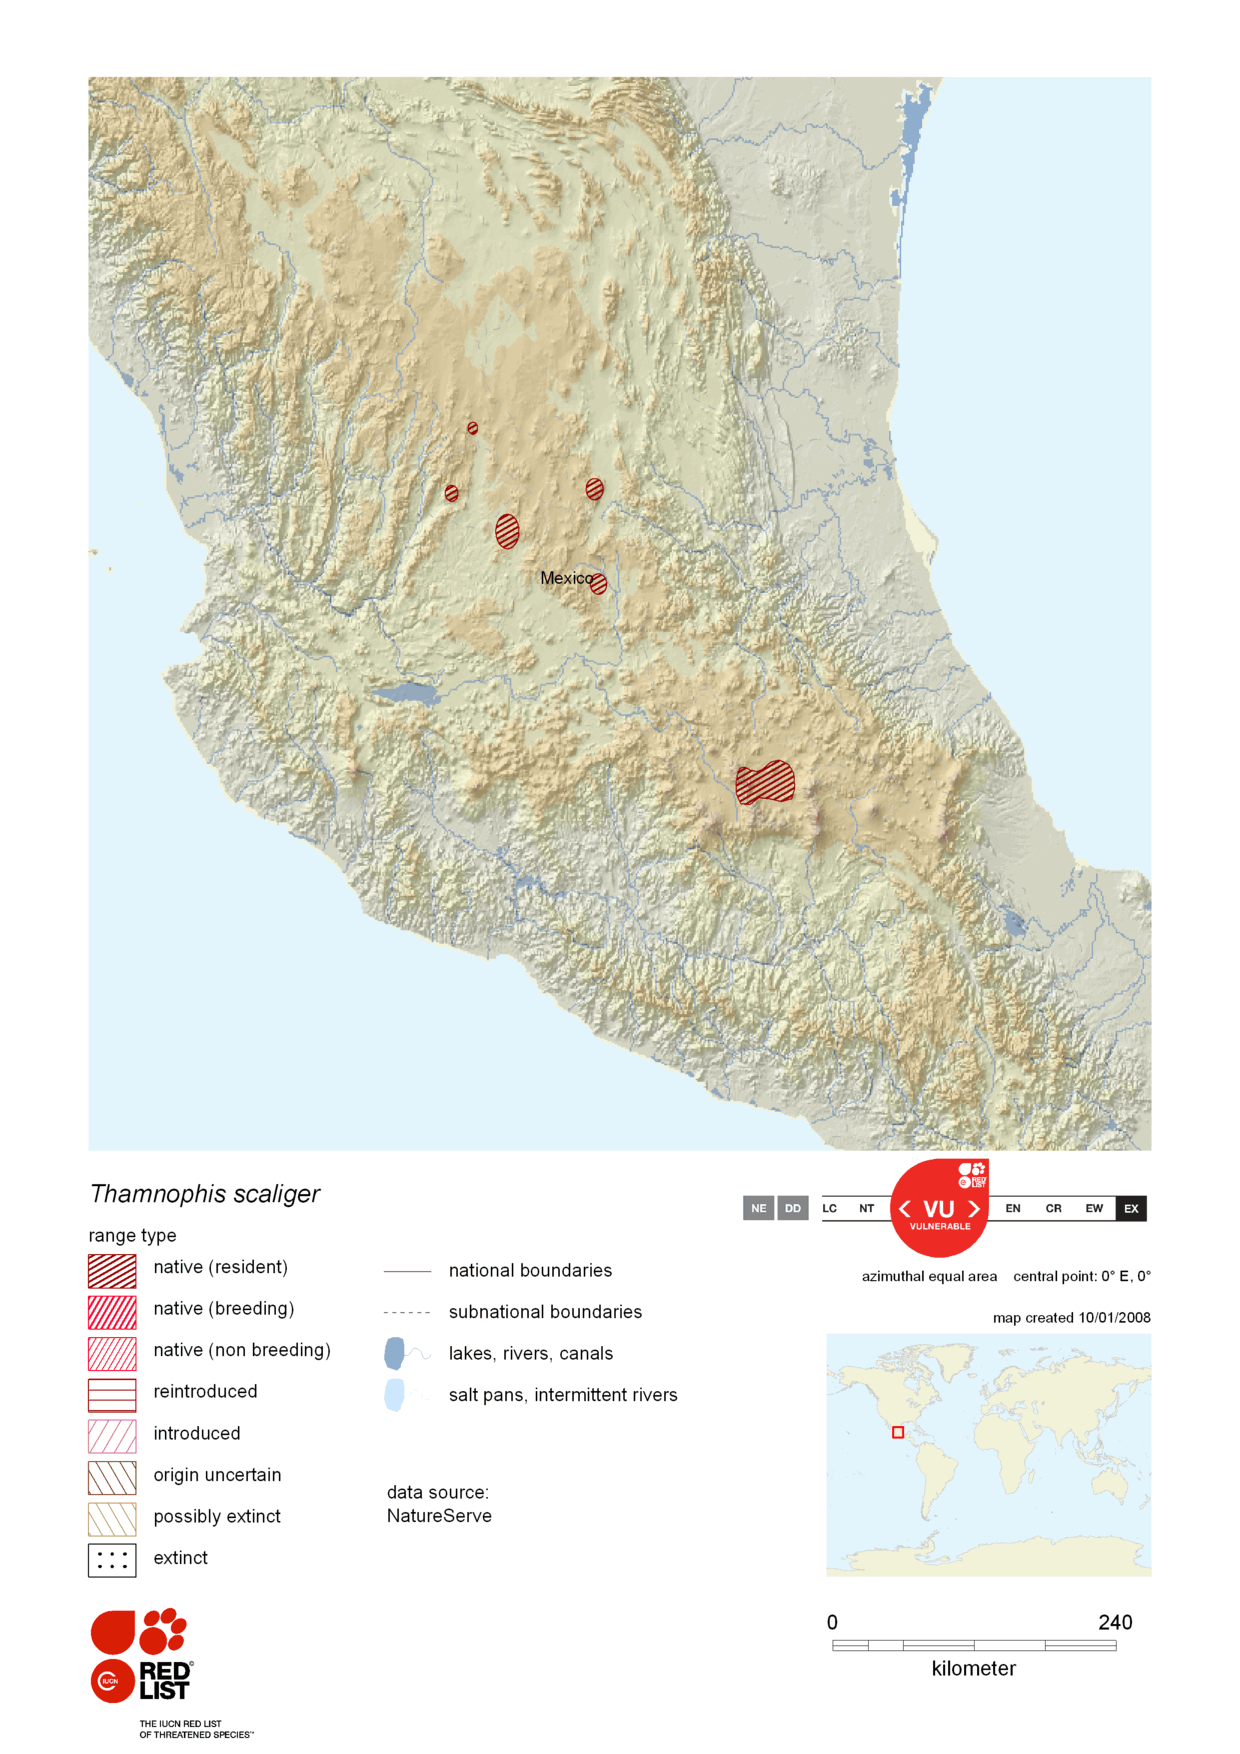 Mexico
Thamnophis scaliger
range type
native (resident)
native (breeding)
native (non breeding)
reintroduced
introduced
origin uncertain
possibly extinct
extinct
national boundaries
subnational boundaries
lakes, rivers, canals
salt pans, intermittent rivers
data source:
NatureServe
RED LIST
NE DD LC NT < VU > EN CR EW EX
VULNERABLE
azimuthal equal area central point: 0° E, 0°
map created 10/01/2008
0 240
kilometer
IUCN
RED©
LIST
THE IUCN RED LIST
OF THREATENED SPECIES™